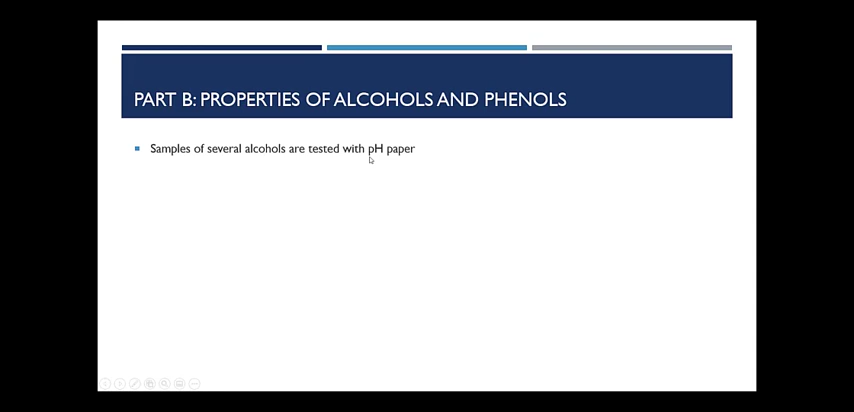 PART B: PROPERTIES OF ALCOHOLS AND PHENOLS
Samples of several alcohols are tested with pH paper